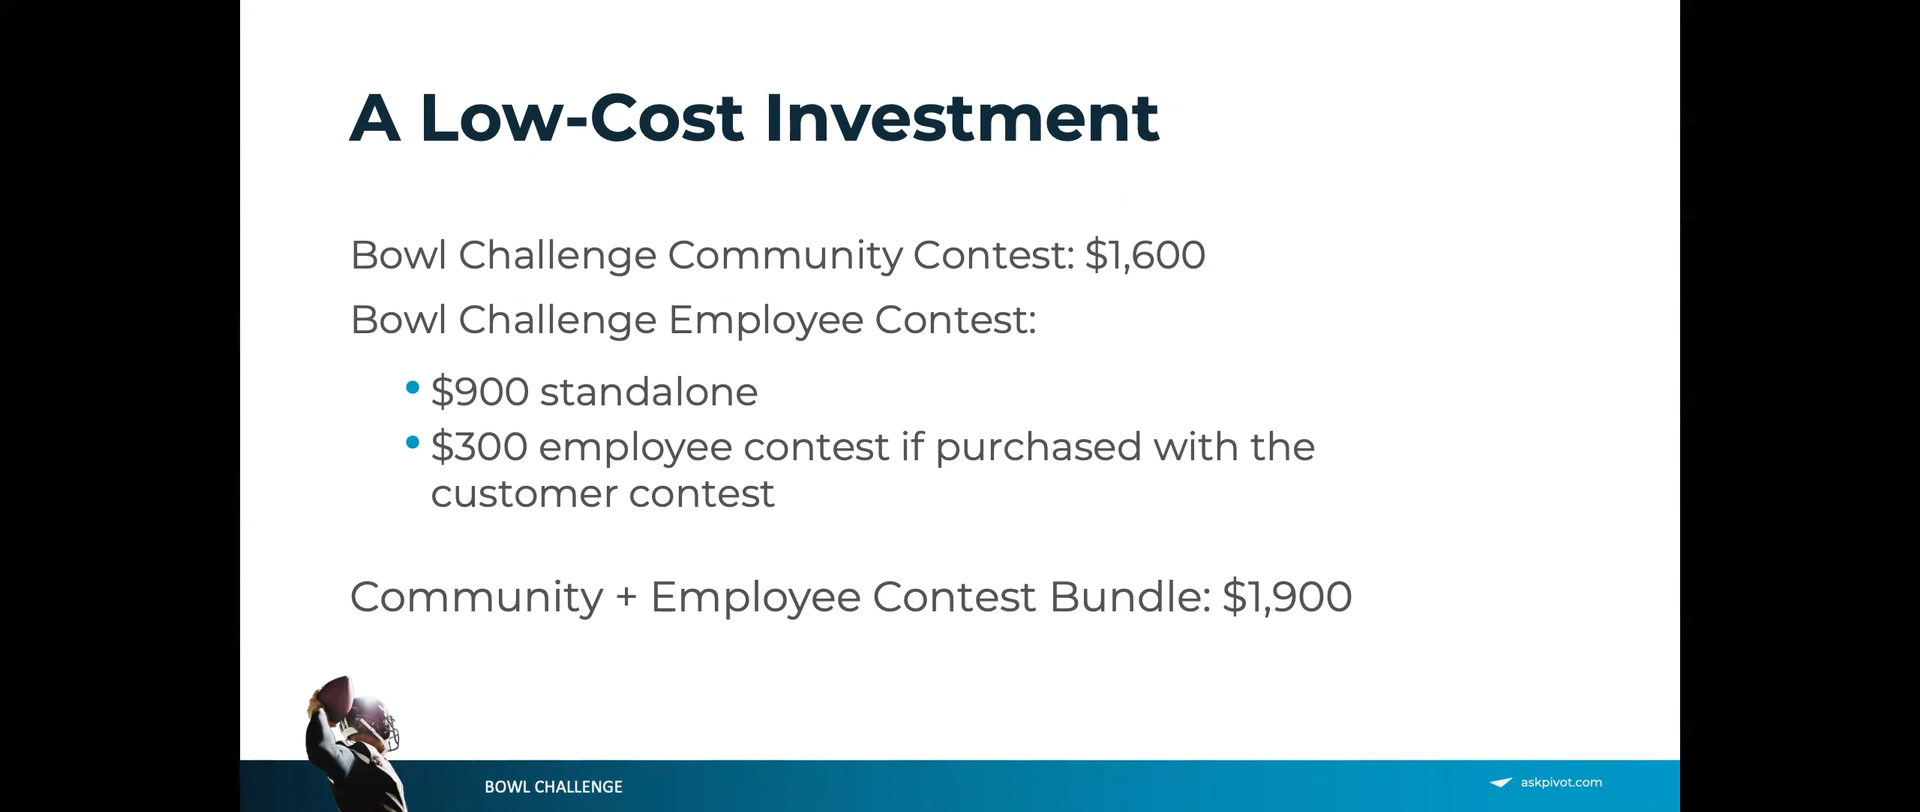 A Low-Cost Investment
Bowl Challenge Community Contest: $1,600
Bowl Challenge Employee Contest:
• $900 standalone
• $300 employee contest if purchased with the
customer contest
Community + Employee Contest Bundle: $1,900
BOWL CHALLENGE
askpivot.com